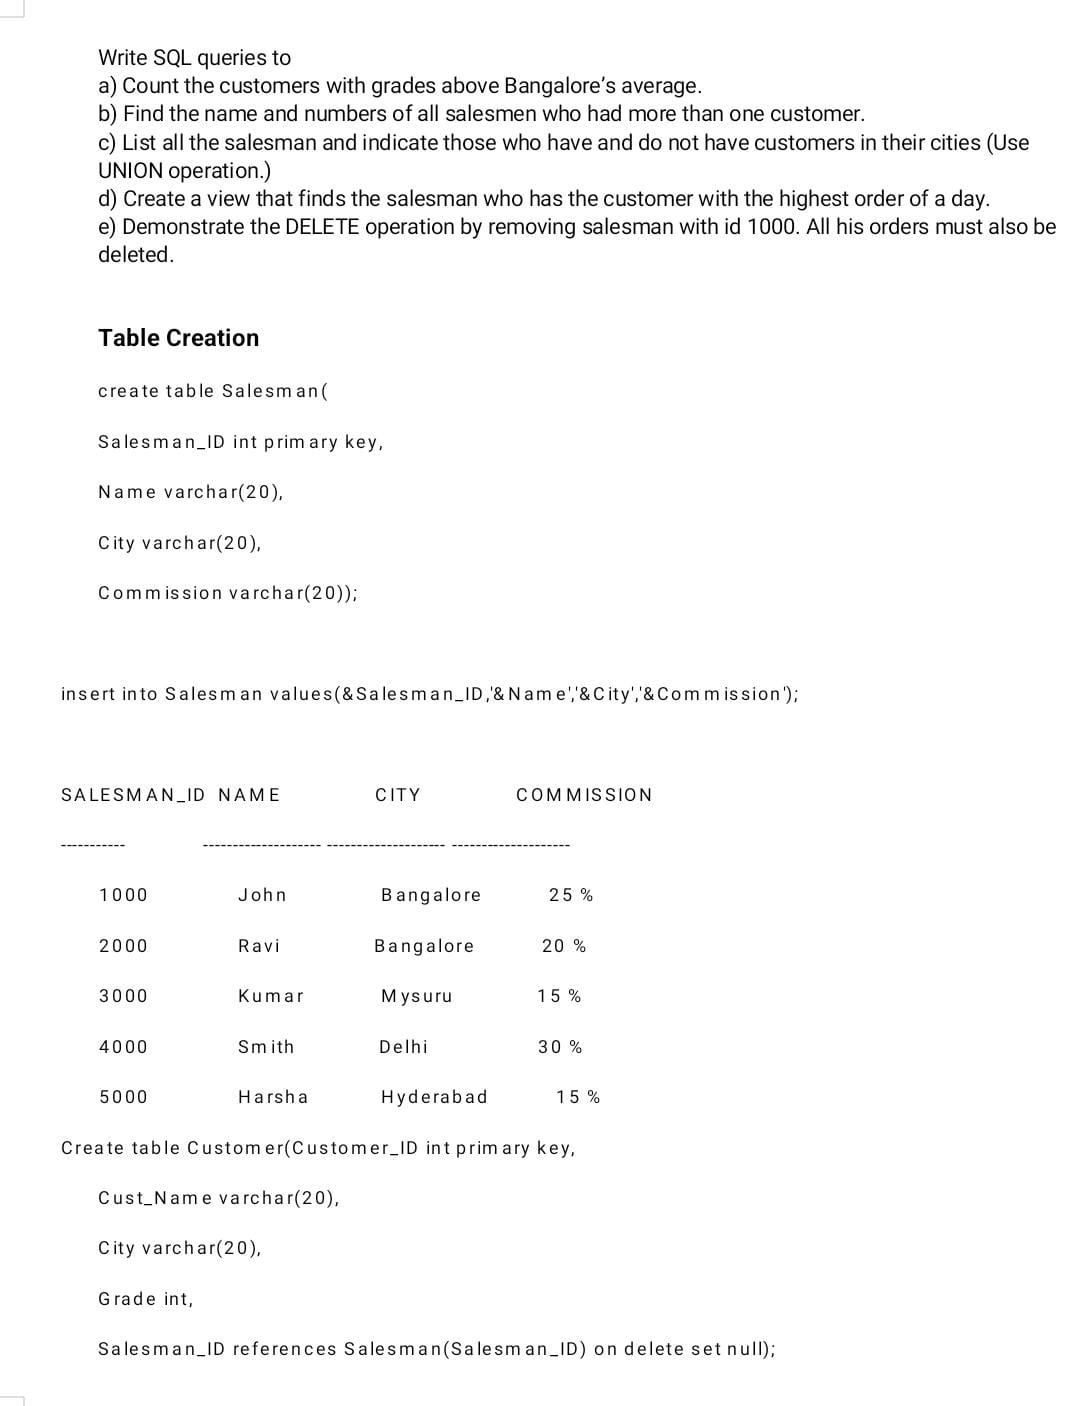 Write SQL queries to
a) Count the customers with grades above Bangalore’s average.
b) Find the name and numbers of all salesmen who had more than one customer.
c) List all the salesman and indicate those who have and do not have customers in their cities (Use
UNION operation.)
d) Create a view that finds the salesman who has the customer with the highest order of a day.
e) Demonstrate the DELETE operation by removing salesman with id 1000. All his orders must also be
deleted.
Table Creation
create table Salesman(
Salesman_ID int primary key,
Name varchar(20),
City varchar(20),
Commission varchar(20));
insert into Salesman values(&Salesman_ID,'&Name','&City','&Commission');
SALESMAN_ID NAME CITY COMMISSION
----------- -------------------- -------------------- --------------------
1000 John Bangalore 25 %
2000 Ravi Bangalore 20 %
3000 Kumar Mysuru 15 %
4000 Smith Delhi 30 %
5000 Harsha Hyderabad 15 %
Create table Customer(Customer_ID int primary key,
Cust_Name varchar(20),
City varchar(20),
Grade int,
Salesman_ID references Salesman(Salesman_ID) on delete set null);